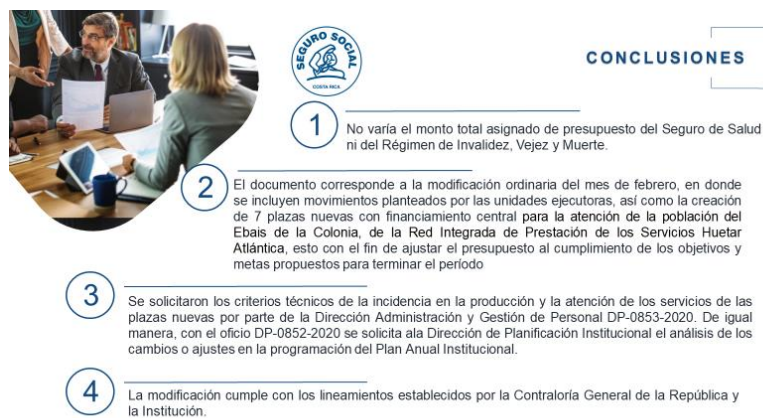 SEGURO SOCIAL
COSTA RICA
CONCLUSIONES
1
No varía el monto total asignado de presupuesto del Seguro de Salud
ni del Régimen de Invalidez, Vejez y Muerte.
2
El documento corresponde a la modificación ordinaria del mes de febrero, en donde
se incluyen movimientos planteados por las unidades ejecutoras, así como la creación
de 7 plazas nuevas con financiamiento central para la atención de la población del
Ebais de la Colonia, de la Red Integrada de Prestación de los Servicios Huetar
Atlántica, esto con el fin de ajustar el presupuesto al cumplimiento de los objetivos y
metas propuestos para terminar el período
3
Se solicitaron los criterios técnicos de la incidencia en la producción y la atención de los servicios de las
plazas nuevas por parte de la Dirección Administración y Gestión de Personal DP-0853-2020. De igual
manera, con el oficio DP-0852-2020 se solicita ala Dirección de Planificación Institucional el análisis de los
cambios o ajustes en la programación del Plan Anual Institucional.
4
La modificación cumple con los lineamientos establecidos por la Contraloría General de la República y
la Institución.